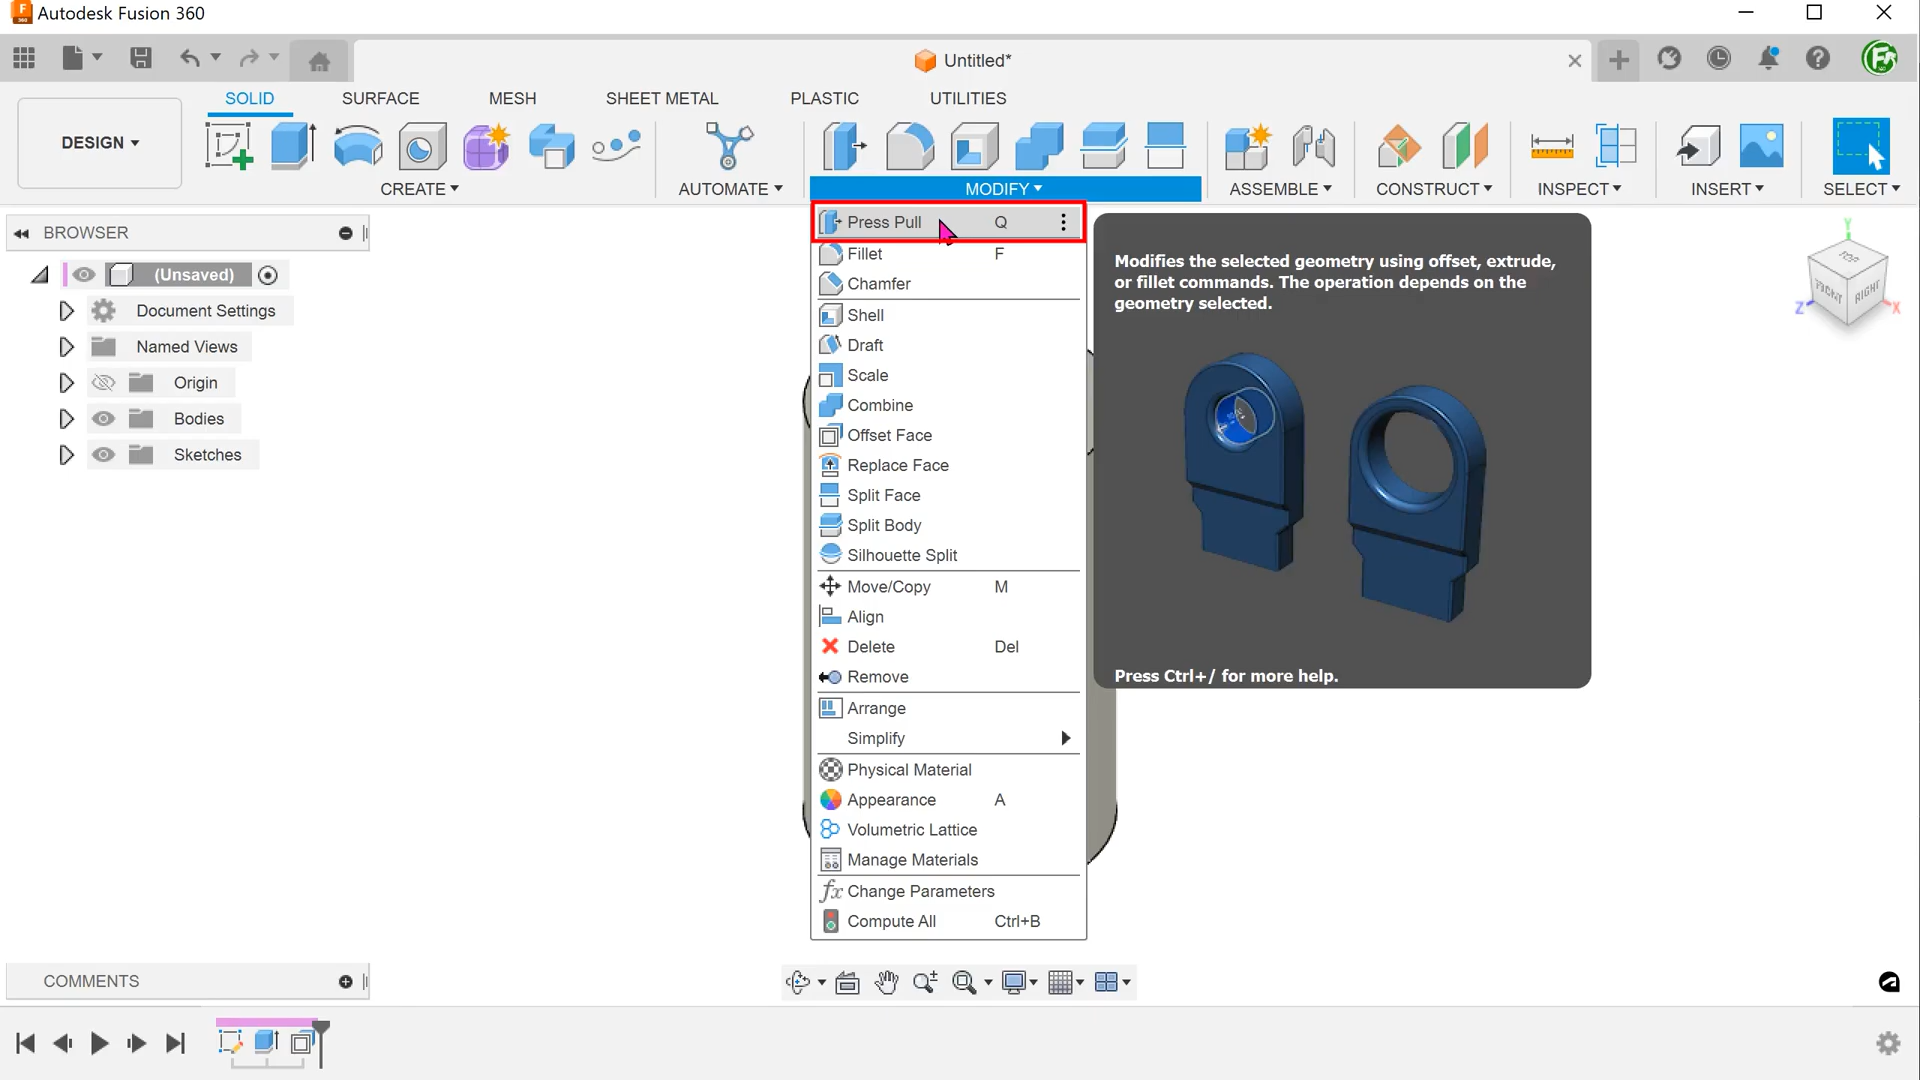 Autodesk Fusion 360
Untitled*
SOLID
SURFACE
MESH
SHEET METAL
PLASTIC
UTILITIES
DESIGN
CREATE
AUTOMATE
MODIFY
ASSEMBLE
CONSTRUCT
INSPECT
INSERT
SELECT
BROWSER
(Unsaved)
Document Settings
Named Views
Origin
Bodies
Sketches
Press Pull Q
Fillet F
Chamfer
Shell
Draft
Scale
Combine
Offset Face
Replace Face
Split Face
Split Body
Silhouette Split
Move/Copy M
Align
Delete Del
Remove
Arrange
Simplify
Physical Material
Appearance A
Volumetric Lattice
Manage Materials
fx Change Parameters
Compute All Ctrl+B
Modifies the selected geometry using offset, extrude,
or fillet commands. The operation depends on the
geometry selected.
Press Ctrl+/ for more help.
Y
TOP
FRONT
RIGHT
Z
X
COMMENTS